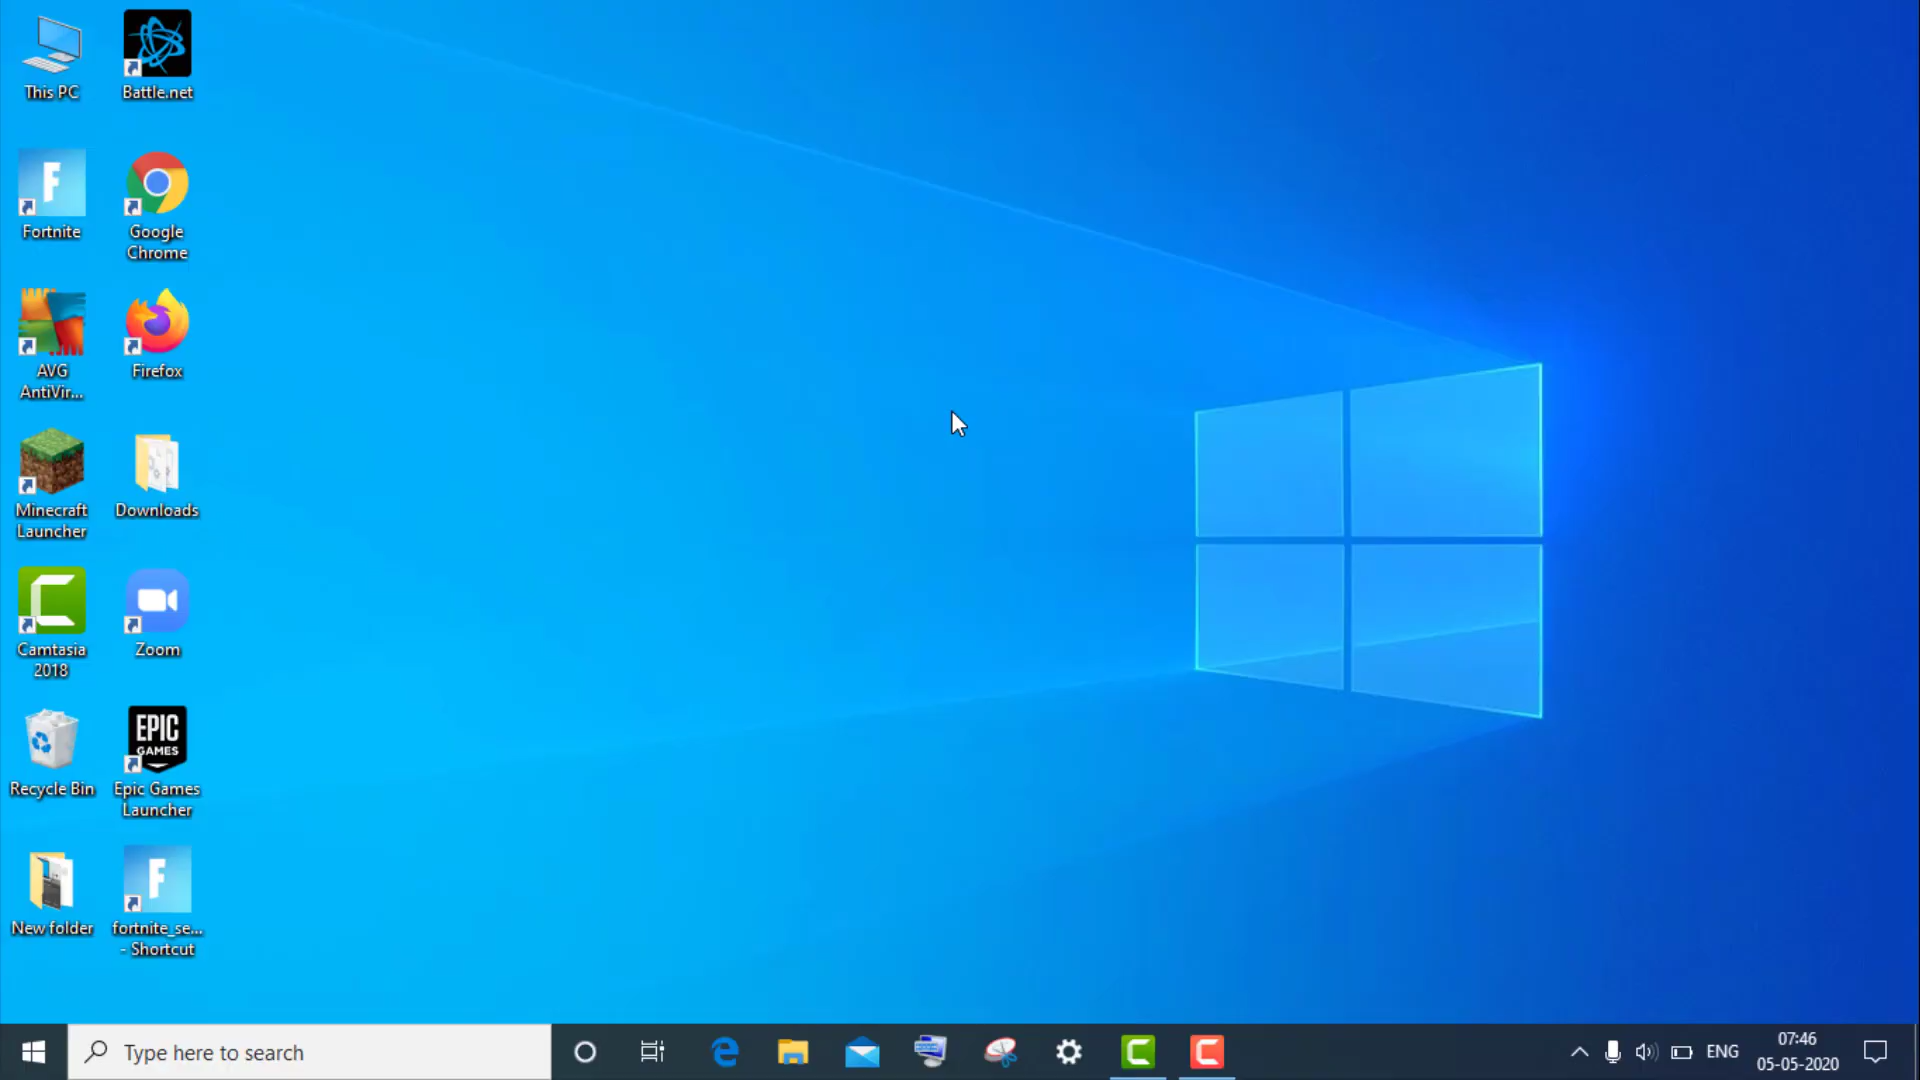 This PC
Battle.net
Fortnite
Google
Chrome
AVG
AntiVir...
Firefox
Minecraft
Launcher
Downloads
Camtasia
2018
Zoom
Recycle Bin
EPIC
GAMES
Epic Games
Launcher
New folder
fortnite_se...
- Shortcut
Type here to search
ENG
07:46
05-05-2020